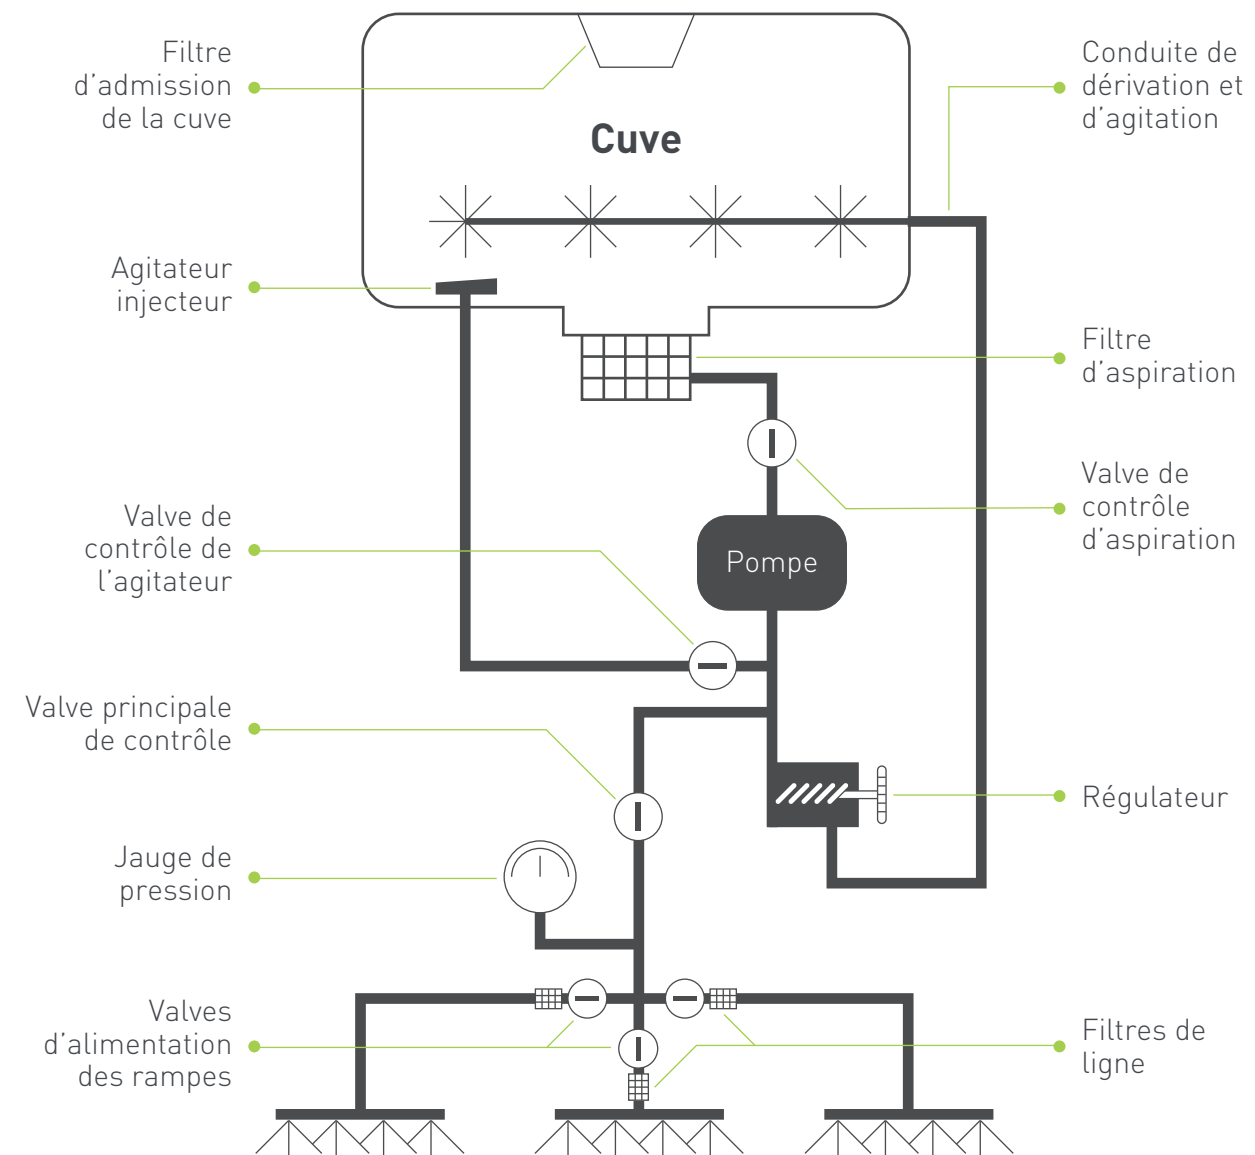 Filtre
d’admission
de la cuve
Conduite de
dérivation et
d’agitation
Cuve
Agitateur
injecteur
Filtre
d’aspiration
Valve de
contrôle
d’aspiration
Valve de
contrôle de
l’agitateur
Pompe
Valve principale
de contrôle
Régulateur
Jauge de
pression
Valves
d’alimentation
des rampes
Filtres de
ligne